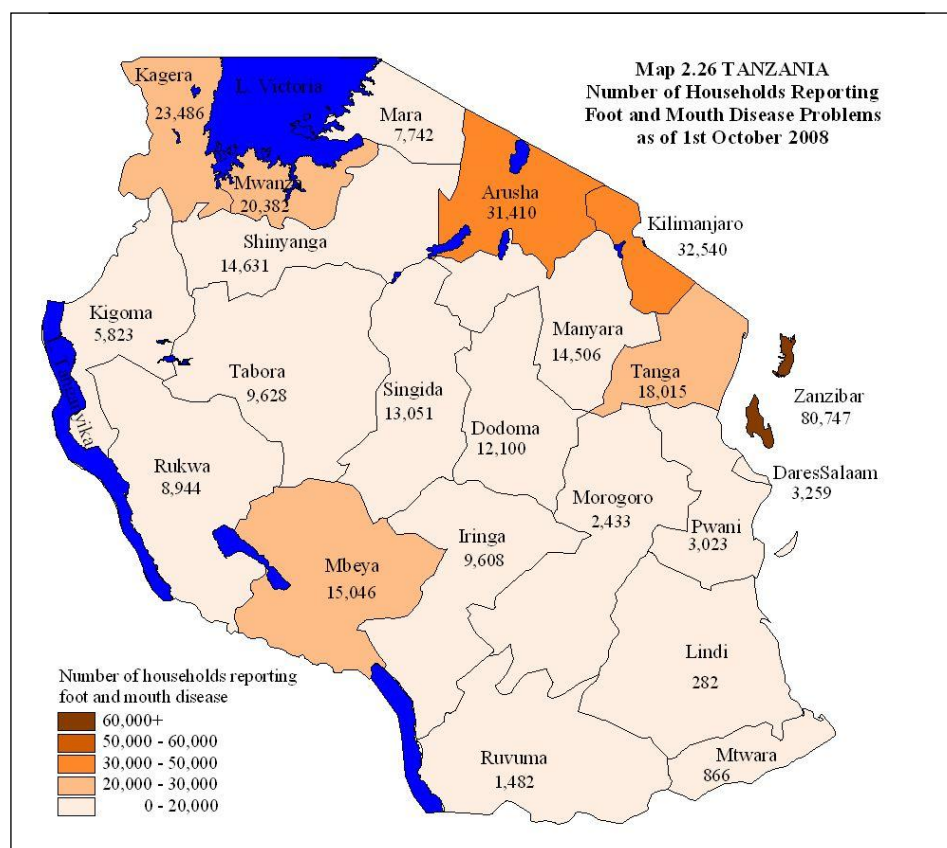 Map 2.26 TANZANIA
Number of Households Reporting
Foot and Mouth Disease Problems
as of 1st October 2008
Kagera
23,486
L. Victoria
Mara
7,742
Mwanza
20,382
Arusha
31,410
Kilimanjaro
32,540
Shinyanga
14,631
Kigoma
5,823
Tabora
9,628
Singida
13,051
Manyara
14,506
Tanga
18,015
Zanzibar
80,747
Dodoma
12,100
DaresSalaam
3,259
Rukwa
8,944
Morogoro
2,433
Pwani
3,023
Iringa
9,608
Mbeya
15,046
Lindi
282
Ruvuma
1,482
Mtwara
866
Number of households reporting
foot and mouth disease
60,000+
50,000 - 60,000
30,000 - 50,000
20,000 - 30,000
0 - 20,000